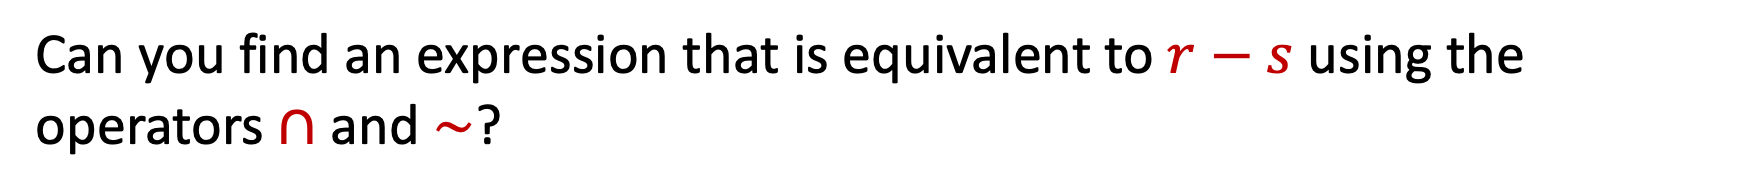 Can you find an expression that is equivalent to r − s using the
operators ∩ and ~?